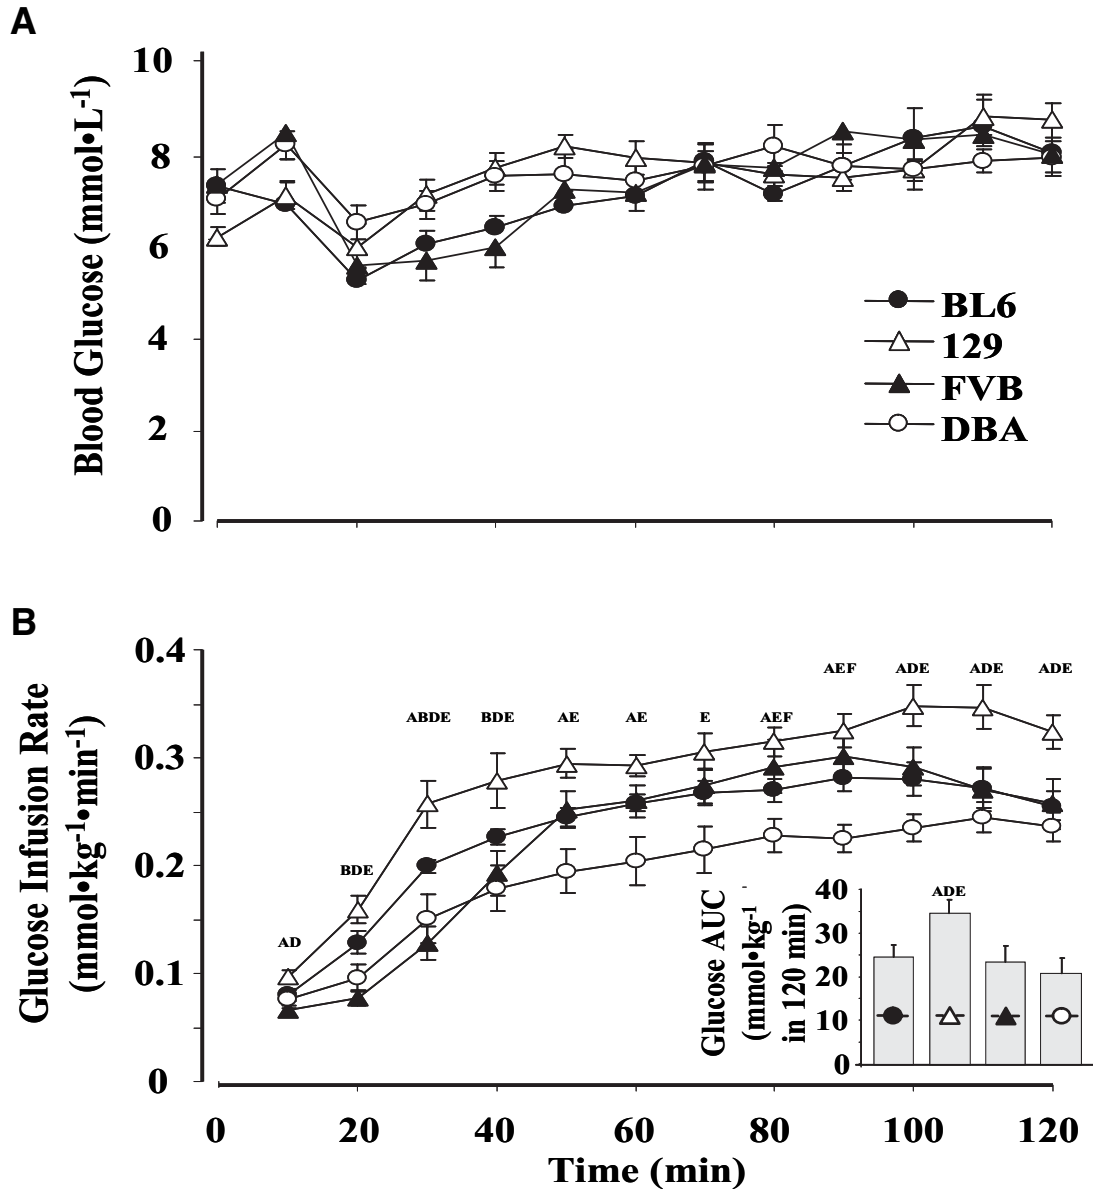 A
10
8
6
4
2
0
Blood Glucose (mmol•L-1)
BL6
129
FVB
DBA
B
0.4
0.3
0.2
0.1
0
Glucose Infusion Rate
(mmol•kg-1•min-1)
AD
BDE
ABDE
BDE
AE
AE
E
AEF
AEF
ADE
ADE
ADE
Glucose AUC
(mmol•kg-1
in 120 min)
40
30
20
10
0
ADE
0 20 40 60 80 100 120
Time (min)